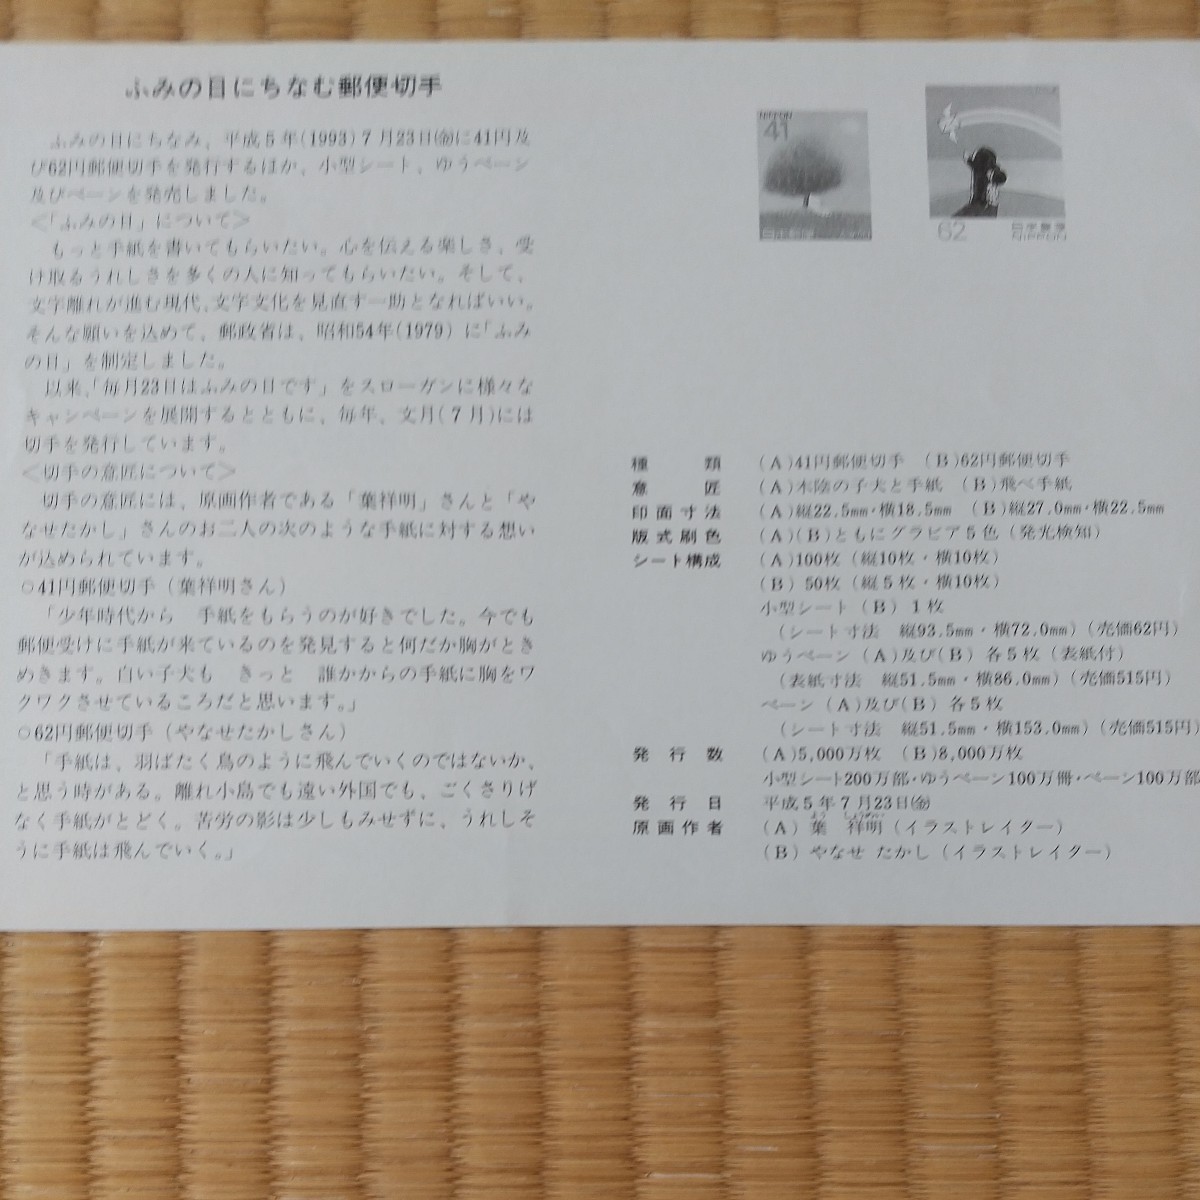 ふみの日にちなむ郵便切手
ふみの日にちなみ、平成5年(1993)7月23日㈮に41円及
び62円郵便切手を発行するほか、小型シート、ゆうペーン
及びペーンを発売しました。
<「ふみの日」について>
もっと手紙を書いてもらいたい。心を伝える楽しさ、受
け取るうれしさを多くの人に知ってもらいたい。そして、
文字離れが進む現代、文字文化を見直す一助となればいい。
そんな願いを込めて、郵政省は、昭和54年(1979)に「ふみ
の日」を制定しました。
以来、「毎月23日はふみの日です」をスローガンに様々な
キャンペーンを展開するとともに、毎年、文月(7月)には
切手を発行しています。
<切手の意匠について>
切手の意匠には、原画作者である「葉祥明」さんと「や
なせたかし」さんのお二人の次のような手紙に対する想い
が込められています。
○41円郵便切手(葉祥明さん)
「少年時代から 手紙をもらうのが好きでした。今でも
郵便受けに手紙が来ているのを発見すると何だか胸がとき
めきます。白い子犬も きっと 誰かからの手紙に胸をワ
クワクさせているころだと思います。」
○62円郵便切手(やなせたかしさん)
「手紙は、羽ばたく鳥のように飛んでいくのではないか、
と思う時がある。離れ小島でも遠い外国でも、ごくさりげ
なく手紙がとどく。苦労の影は少しもみせずに、うれしそ
うに手紙は飛んでいく。」
NIPPON
41
62 日本郵便
NIPPON
種類 (A)41円郵便切手 (B)62円郵便切手
意匠 (A)木陰の子犬と手紙 (B)飛べ手紙
印面寸法 (A)縦22.5㎜・横18.5㎜ (B)縦27.0㎜・横22.5㎜
版式刷色 (A)(B)ともにグラビア5色(発光検知)
シート構成 (A)100枚(縦10枚・横10枚)
(B)50枚(縦5枚・横10枚)
小型シート(B)1枚
(シート寸法 縦93.5㎜・横72.0㎜)(売価62円)
ゆうペーン(A)及び(B)各5枚(表紙付)
(表紙寸法 縦51.5㎜・横86.0㎜)(売価515円)
ペーン(A)及び(B)各5枚
(シート寸法 縦51.5㎜・横153.0㎜)(売価515円)
発行数 (A)5,000万枚 (B)8,000万枚
小型シート200万部・ゆうペーン100万冊・ペーン100万部
発行日 平成5年7月23日㈮
よう しょうめい
原画作者 (A)葉 祥明(イラストレイター)
(B)やなせ たかし(イラストレイター)